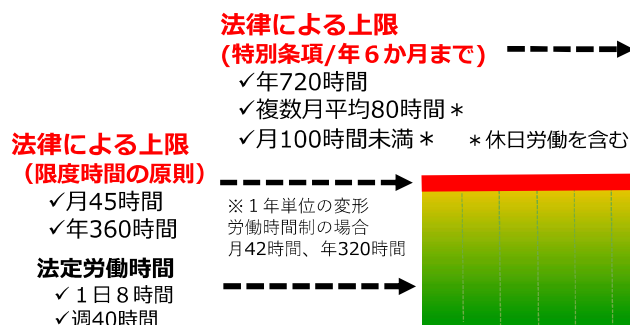 法律による上限
(特別条項/年６か月まで)
✓年720時間
✓複数月平均80時間＊
✓月100時間未満＊ ＊休日労働を含む
法律による上限
（限度時間の原則）
✓月45時間
✓年360時間
※１年単位の変形
労働時間制の場合
月42時間、年320時間
法定労働時間
✓１日８時間
✓週40時間